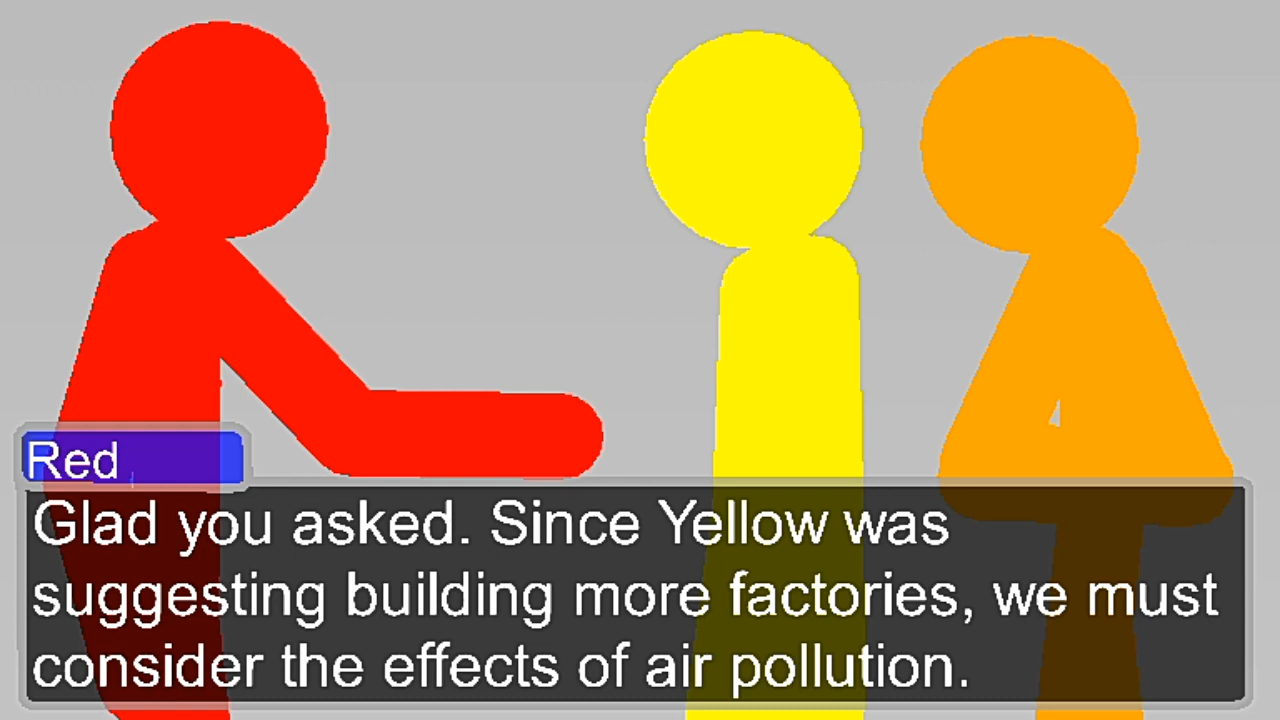 Red
Glad you asked. Since Yellow was
suggesting building more factories, we must
consider the effects of air pollution.